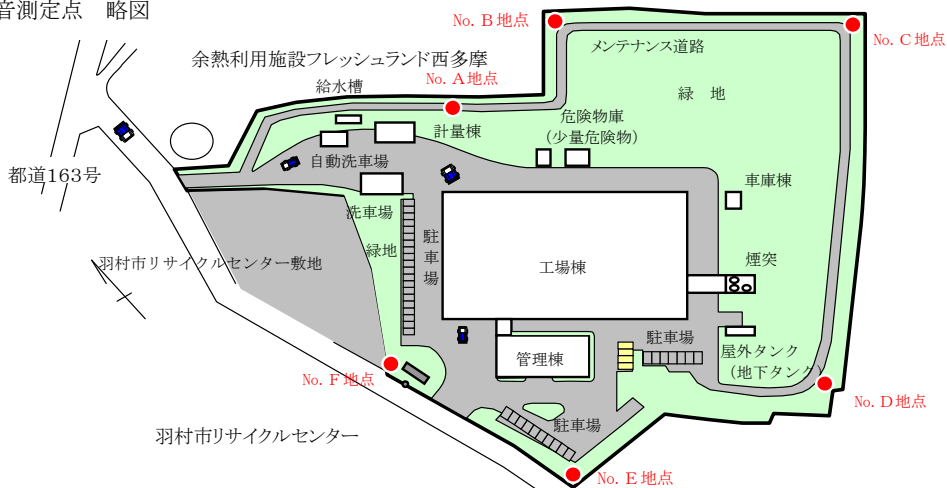 音測定点 略図
No. B 地点
No. C 地点
メンテナンス道路
余熱利用施設フレッシュランド西多摩
No. A 地点
給水槽
緑 地
危険物庫
(少量危険物)
計量棟
自動洗車場
都道163号
車庫棟
洗車場
駐車場
緑地
羽村市リサイクルセンター敷地
工場棟
煙突
駐車場
管理棟
屋外タンク
(地下タンク)
No. F 地点
No. D 地点
駐車場
羽村市リサイクルセンター
No. E 地点